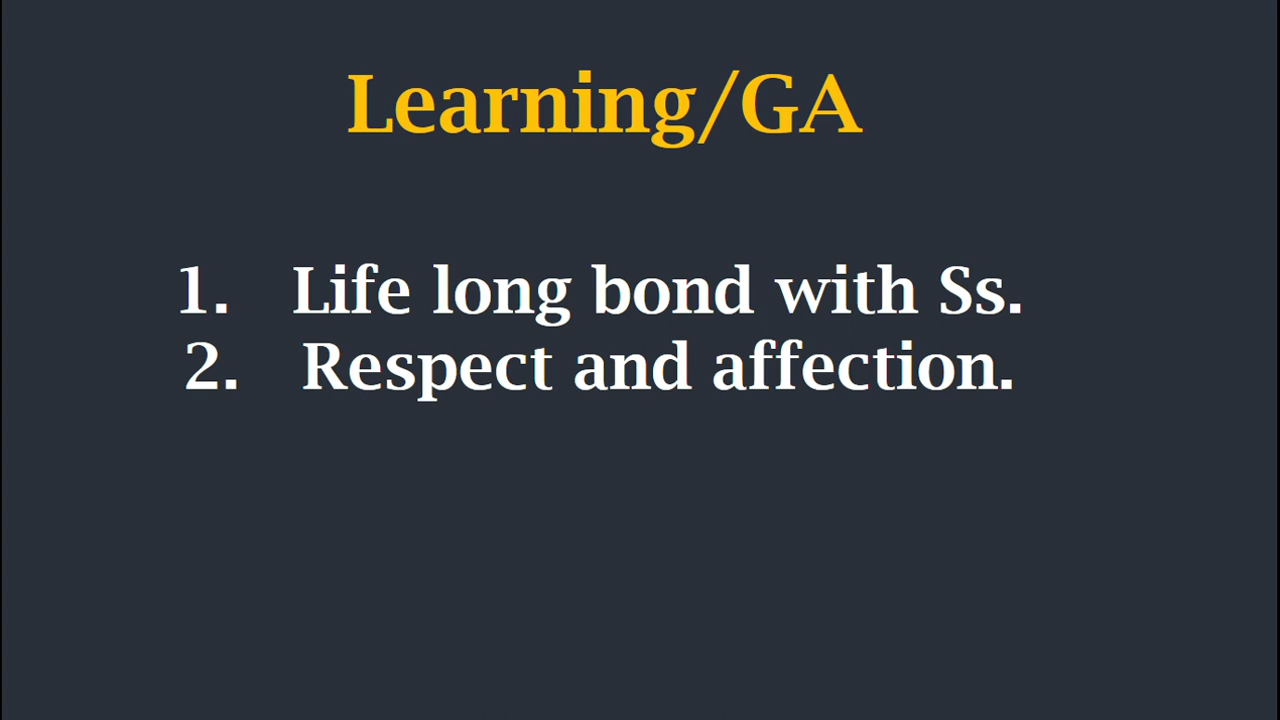 Learning/GA
1. Life long bond with Ss.
2. Respect and affection.